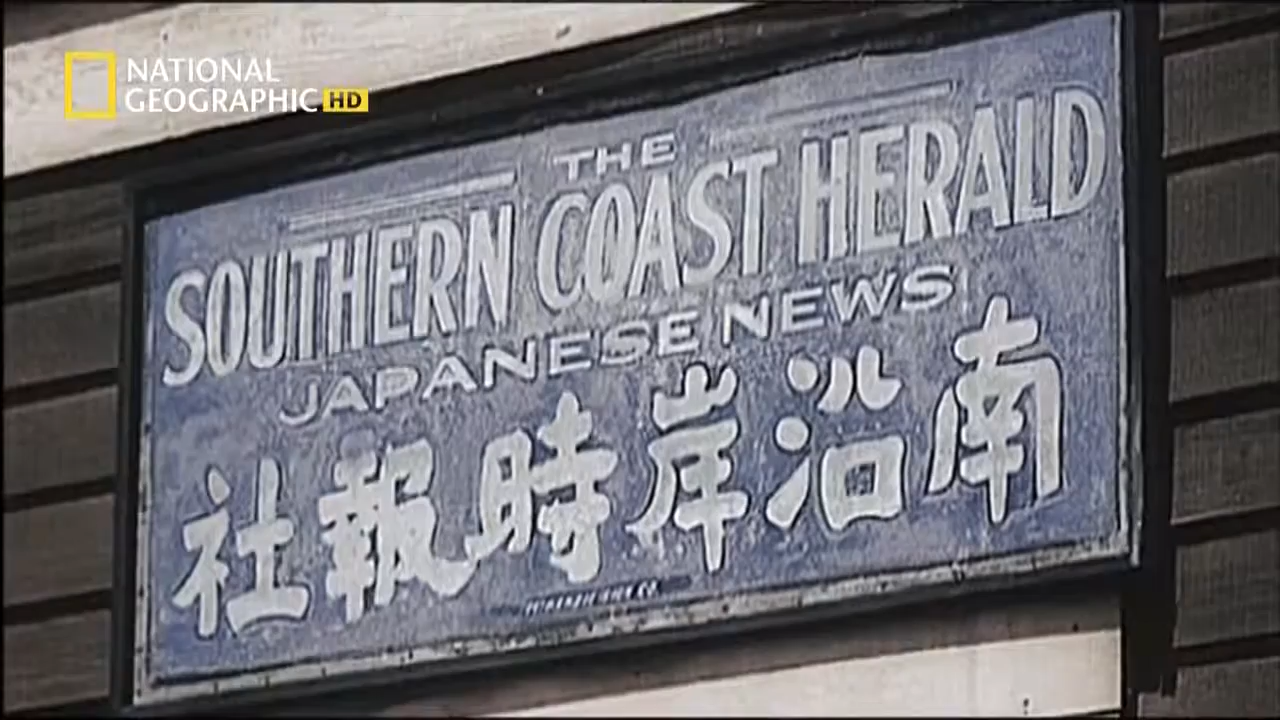 NATIONAL
GEOGRAPHIC HD
THE
SOUTHERN COAST HERALD
JAPANESE NEWS
社報時岸沿南